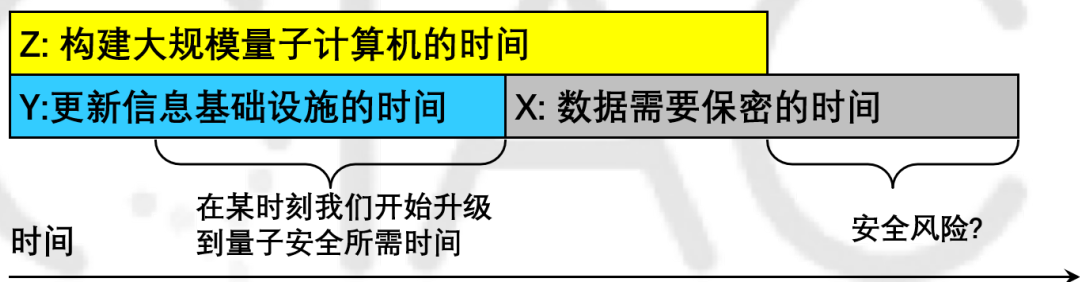 Z: 构建大规模量子计算机的时间
Y:更新信息基础设施的时间
X: 数据需要保密的时间
在某时刻我们开始升级
到量子安全所需时间
安全风险?
时间